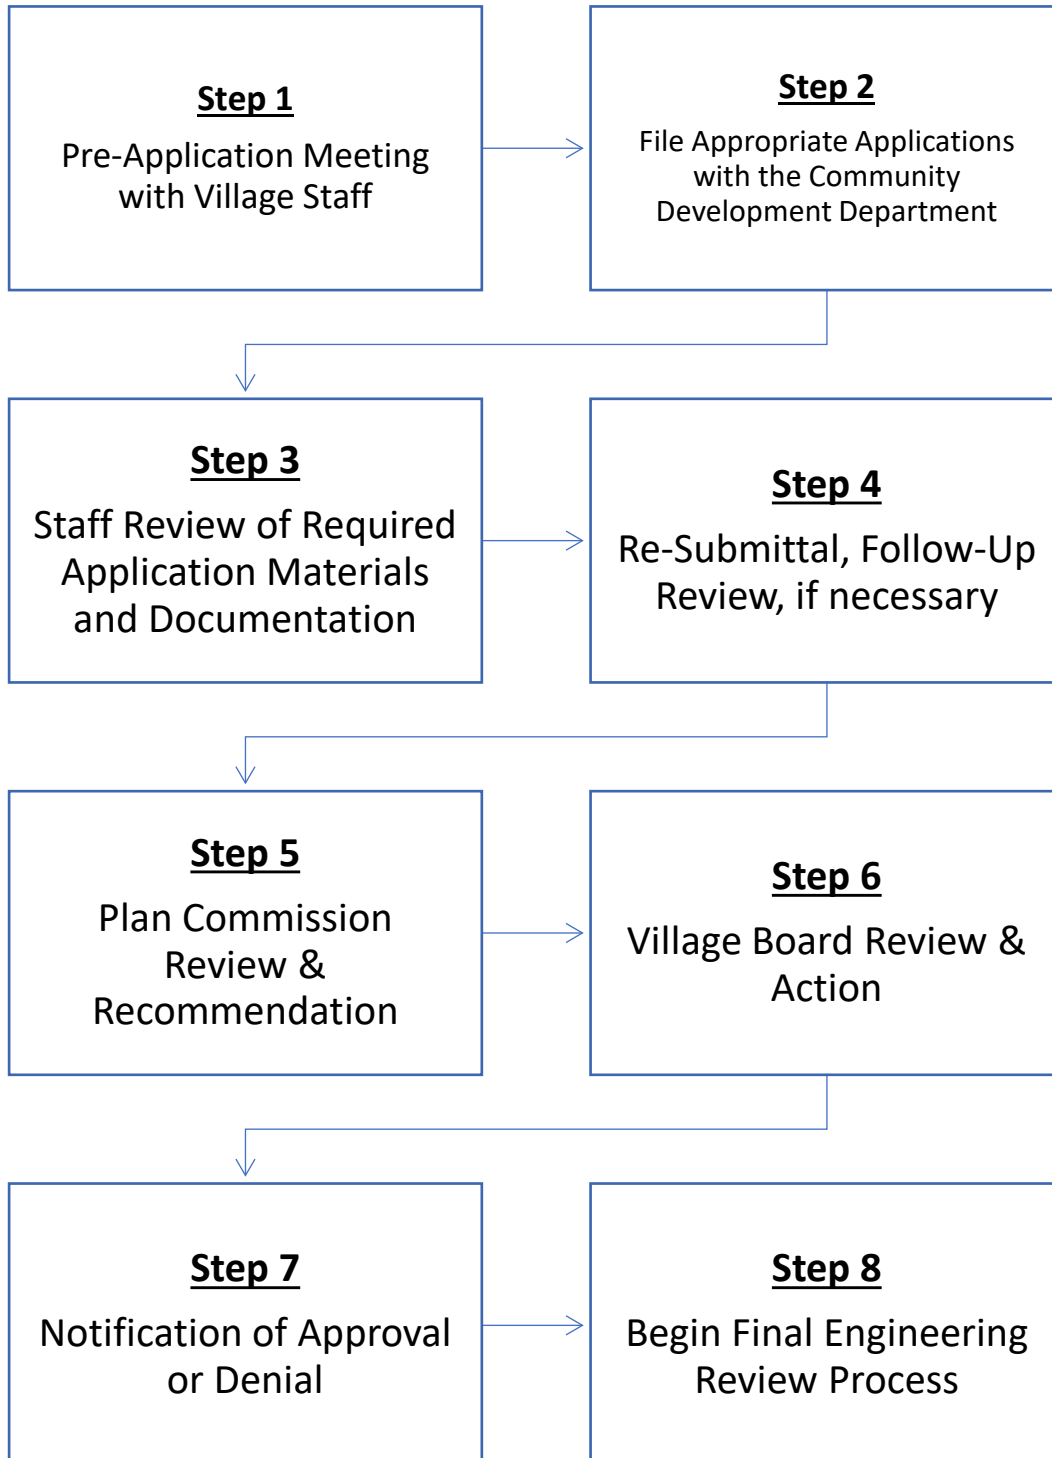 Step 1
Pre-Application Meeting
with Village Staff
Step 2
File Appropriate Applications
with the Community
Development Department
Step 3
Staff Review of Required
Application Materials
and Documentation
Step 4
Re-Submittal, Follow-Up
Review, if necessary
Step 5
Plan Commission
Review &
Recommendation
Step 6
Village Board Review &
Action
Step 7
Notification of Approval
or Denial
Step 8
Begin Final Engineering
Review Process